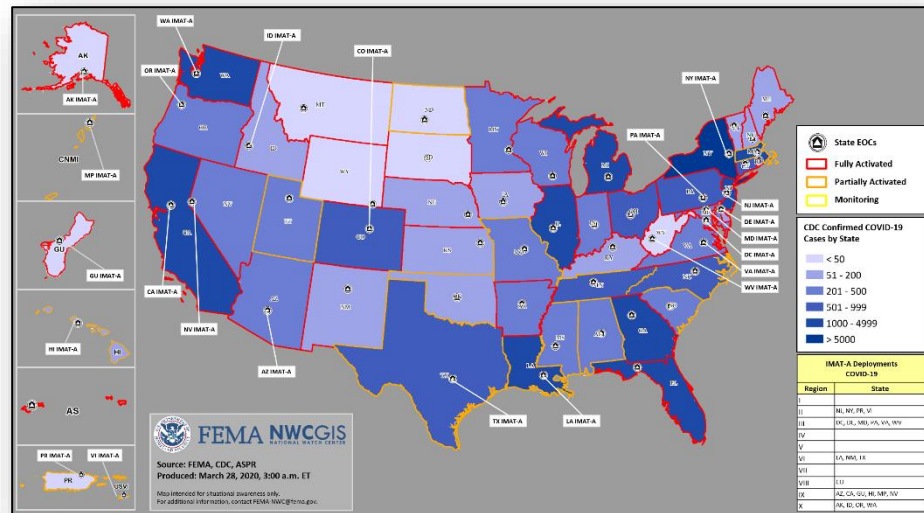 WA IMAT-A
ID IMAT-A
CO IMAT-A
NY IMAT-A
OR IMAT-A
PA IMAT-A
AK
AK IMAT-A
CNMI
MP IMAT-A
GU
GU IMAT-A
HI IMAT-A
HI
AS
PR IMAT-A
VI IMAT-A
PR
USVI
WA
MT
ND
MN
ME
OR
ID
SD
WI
MI
NY
WY
IA
PA
NV
UT
NE
CO
KS
MO
KY
WV
VA
AZ
NM
TN
NC
TX
LA
MS
GA
FL
NJ IMAT-A
DE IMAT-A
MD IMAT-A
DC IMAT-A
VA IMAT-A
WV IMAT-A
CA IMAT-A
NV IMAT-A
AZ IMAT-A
TX IMAT-A
LA IMAT-A
State EOCs
Fully Activated
Partially Activated
Monitoring
CDC Confirmed COVID-19
Cases by State
< 50
51 - 200
201 - 500
501 - 999
1000 - 4999
> 5000
IMAT-A Deployments
COVID-19
Region State
I
II NJ, NY, PR, VI
III DC, DE, MD, PA, VA, WV
IV
V
VI LA, NM, TX
VII
VIII
IX AZ, CA, GU, HI, MP, NV
X AK, ID, OR, WA
FEMA NWCGIS
NATIONAL WATCH CENTER
Source: FEMA, CDC, ASPR
Produced: March 28, 2020, 3:00 a.m. ET
Map intended for situational awareness only.
For additional information, contact FEMA-NWC@fema.gov.